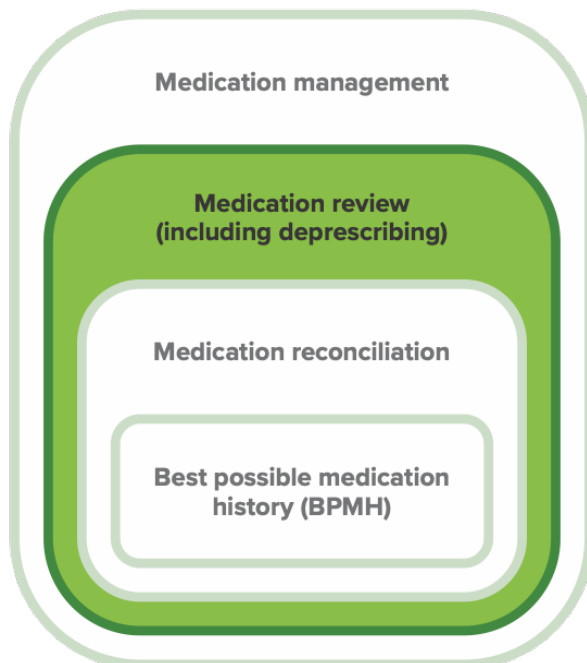 Medication management
Medication review
(including deprescribing)
Medication reconciliation
Best possible medication
history (BPMH)